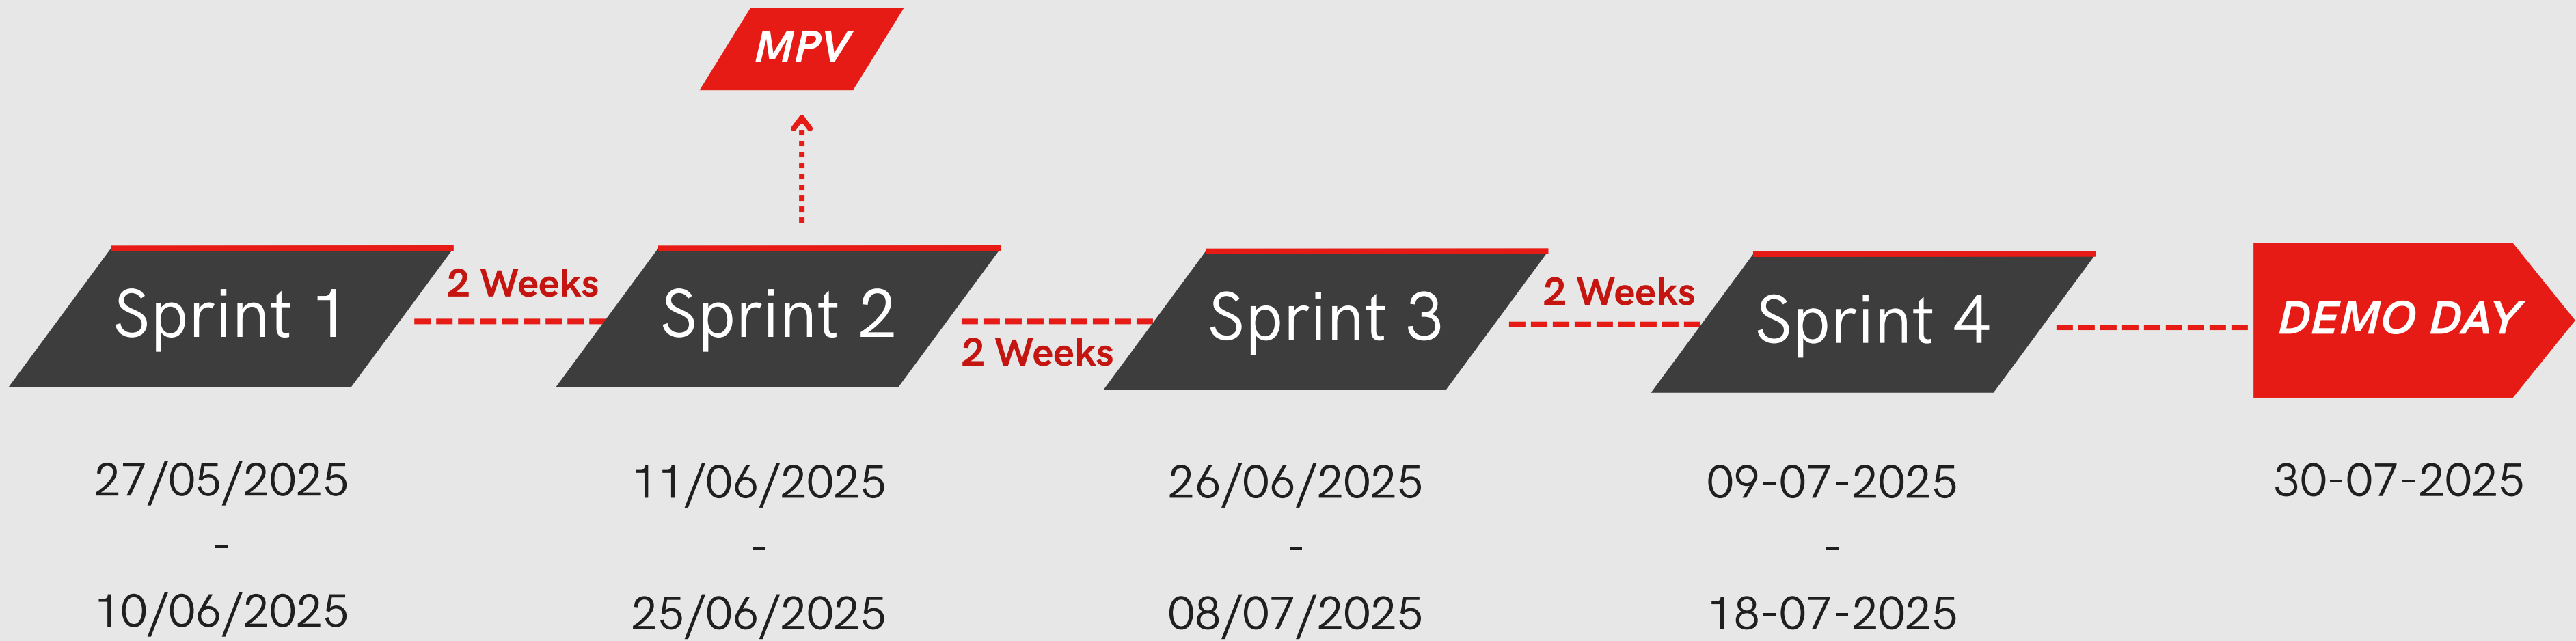 MPV
Sprint 1
2 Weeks
Sprint 2
2 Weeks
Sprint 3
2 Weeks
Sprint 4
DEMO DAY
27/05/2025
-
10/06/2025
11/06/2025
-
25/06/2025
26/06/2025
-
08/07/2025
09-07-2025
-
18-07-2025
30-07-2025